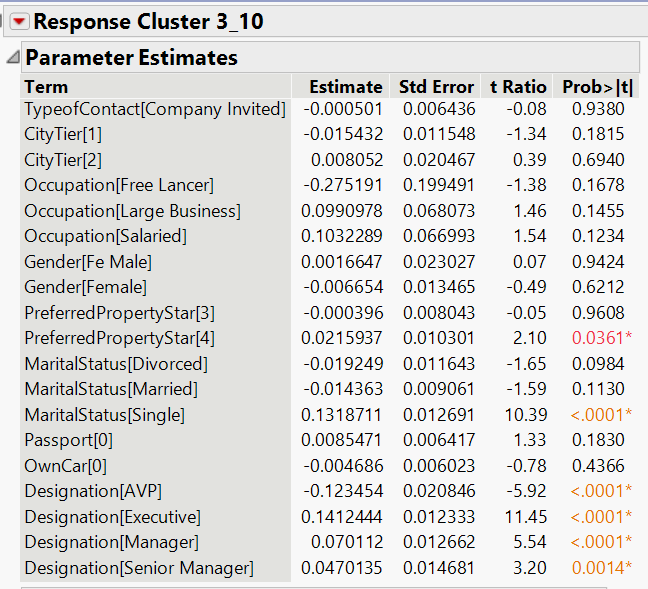 Response Cluster 3_10
Parameter Estimates
Term Estimate Std Error t Ratio Prob>|t|
TypeofContact[Company Invited] -0.000501 0.006436 -0.08 0.9380
CityTier[1] -0.015432 0.011548 -1.34 0.1815
CityTier[2] 0.008052 0.020467 0.39 0.6940
Occupation[Free Lancer] -0.275191 0.199491 -1.38 0.1678
Occupation[Large Business] 0.0990978 0.068073 1.46 0.1455
Occupation[Salaried] 0.1032289 0.066993 1.54 0.1234
Gender[Fe Male] 0.0016647 0.023027 0.07 0.9424
Gender[Female] -0.006654 0.013465 -0.49 0.6212
PreferredPropertyStar[3] -0.000396 0.008043 -0.05 0.9608
PreferredPropertyStar[4] 0.0215937 0.010301 2.10 0.0361*
MaritalStatus[Divorced] -0.019249 0.011643 -1.65 0.0984
MaritalStatus[Married] -0.014363 0.009061 -1.59 0.1130
MaritalStatus[Single] 0.1318711 0.012691 10.39 <.0001*
Passport[0] 0.0085471 0.006417 1.33 0.1830
OwnCar[0] -0.004686 0.006023 -0.78 0.4366
Designation[AVP] -0.123454 0.020846 -5.92 <.0001*
Designation[Executive] 0.1412444 0.012333 11.45 <.0001*
Designation[Manager] 0.070112 0.012662 5.54 <.0001*
Designation[Senior Manager] 0.0470135 0.014681 3.20 0.0014*